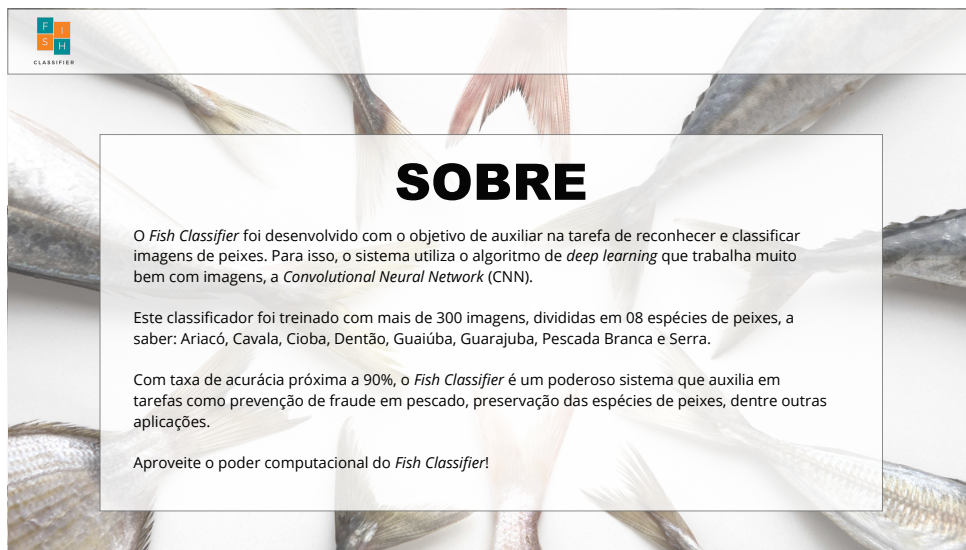 F I
S H
CLASSIFIER
SOBRE
O Fish Classifier foi desenvolvido com o objetivo de auxiliar na tarefa de reconhecer e classificar
imagens de peixes. Para isso, o sistema utiliza o algoritmo de deep learning que trabalha muito
bem com imagens, a Convolutional Neural Network (CNN).
Este classificador foi treinado com mais de 300 imagens, divididas em 08 espécies de peixes, a
saber: Ariacó, Cavala, Cioba, Dentão, Guaiúba, Guarajuba, Pescada Branca e Serra.
Com taxa de acurácia próxima a 90%, o Fish Classifier é um poderoso sistema que auxilia em
tarefas como prevenção de fraude em pescado, preservação das espécies de peixes, dentre outras
aplicações.
Aproveite o poder computacional do Fish Classifier!